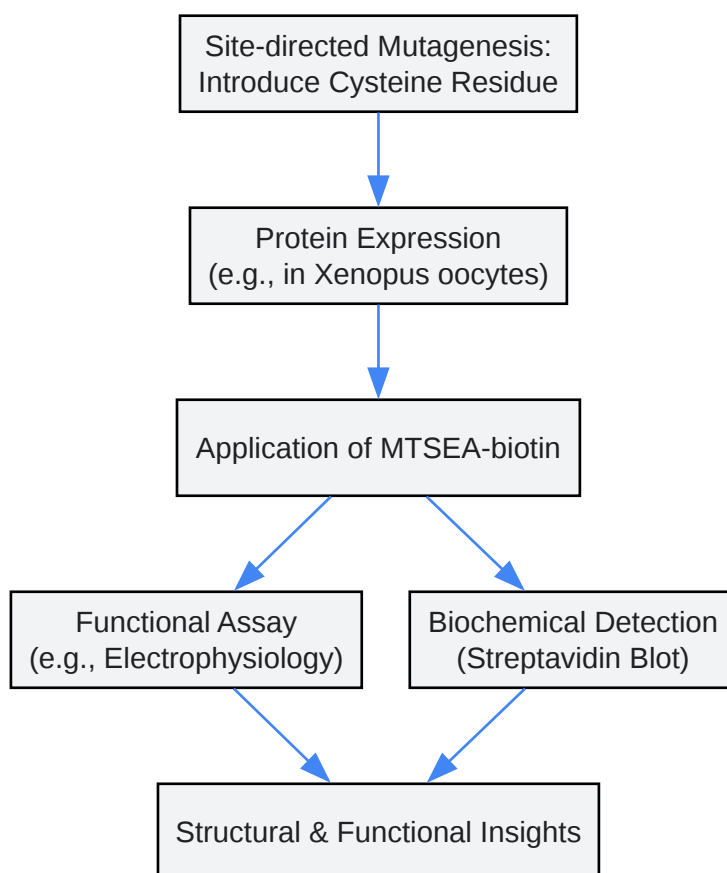 Site-directed Mutagenesis:
Introduce Cysteine Residue
Protein Expression
(e.g., in Xenopus oocytes)
Application of MTSEA-biotin
Functional Assay
(e.g., Electrophysiology)
Biochemical Detection
(Streptavidin Blot)
Structural & Functional Insights